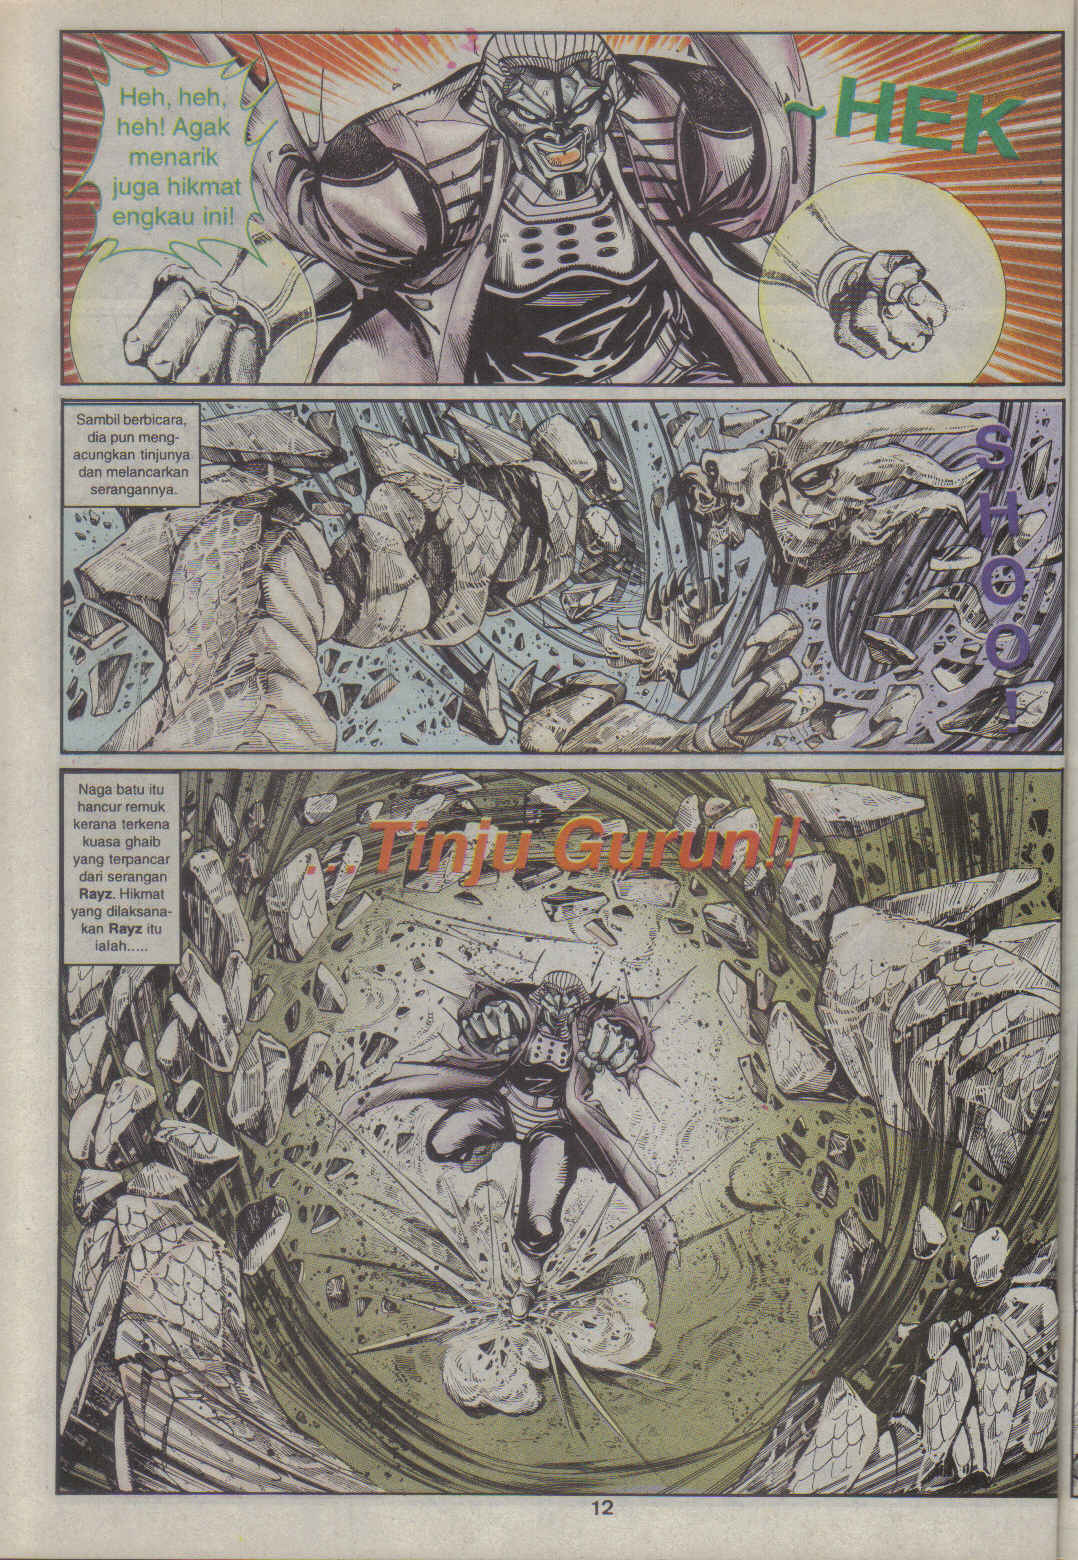 Heh, heh,
heh! Agak
menarik
juga hikmat
engkau ini!
~HEK
Sambil berbicara,
dia pun meng-
acungkan tinjunya
dan melancarkan
serangannya.
SHOOO!
Naga batu itu
hancur remuk
kerana terkena
kuasa ghaib
yang terpancar
dari serangan
Rayz. Hikmat
yang dilaksana-
kan Rayz itu
ialah.....
...Tinju Gurun!!
12